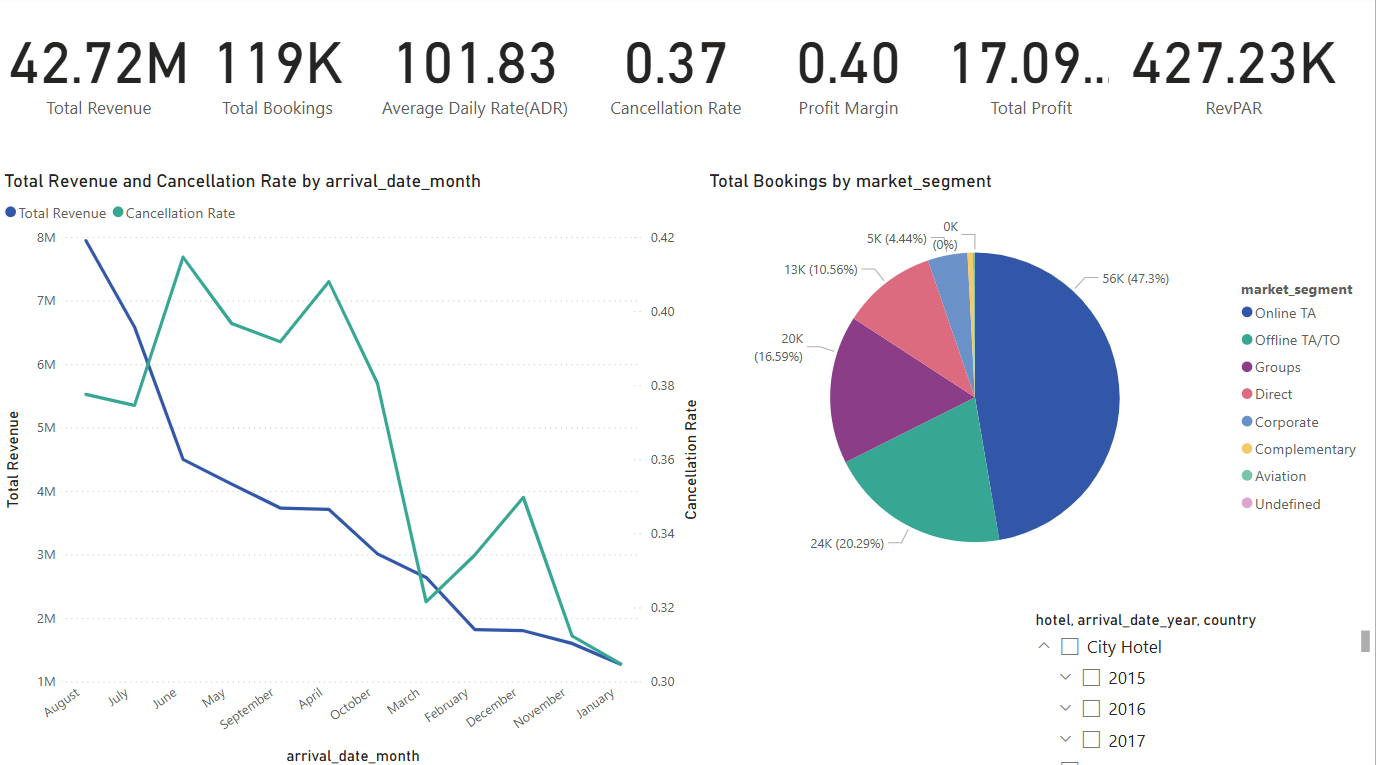 42.72M 119K 101.83 0.37 0.40 17.09... 427.23K
Total Revenue Total Bookings Average Daily Rate(ADR) Cancellation Rate Profit Margin Total Profit RevPAR
Total Revenue and Cancellation Rate by arrival_date_month
Total Revenue Cancellation Rate
8M
7M
6M
5M
4M
3M
2M
1M
Total Revenue
0.42
0.40
0.38
0.36
0.34
0.32
0.30
Cancellation Rate
August
July
June
May
September
April
October
March
February
December
November
January
arrival_date_month
Total Bookings by market_segment
0K
(0%)
5K (4.44%)
13K (10.56%)
20K
(16.59%)
24K (20.29%)
56K (47.3%)
market_segment
Online TA
Offline TA/TO
Groups
Direct
Corporate
Complementary
Aviation
Undefined
hotel, arrival_date_year, country
City Hotel
2015
2016
2017